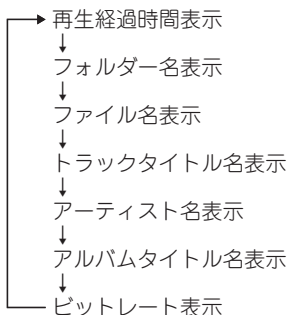 再生経過時間表示
フォルダー名表示
ファイル名表示
トラックタイトル名表示
アーティスト名表示
アルバムタイトル名表示
ビットレート表示